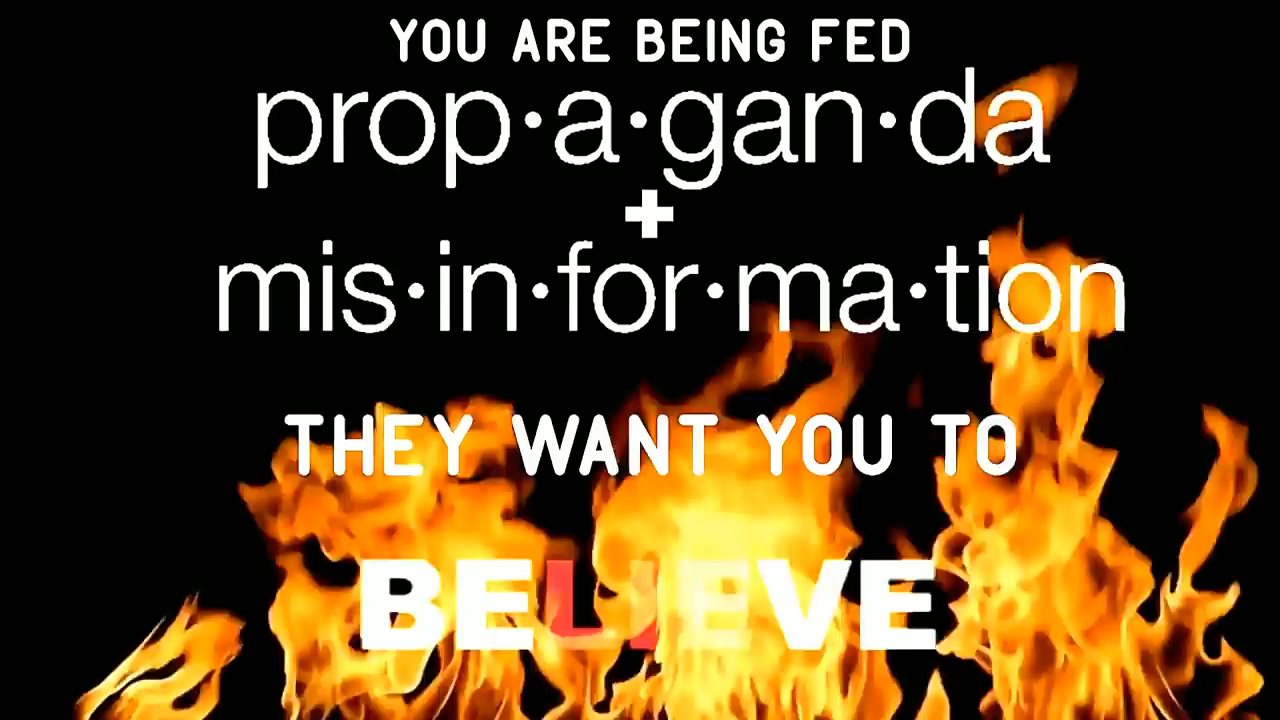 YOU ARE BEING FED
prop·a·gan·da
+
mis·in·for·ma·tion
THEY WANT YOU TO
BELIEVE